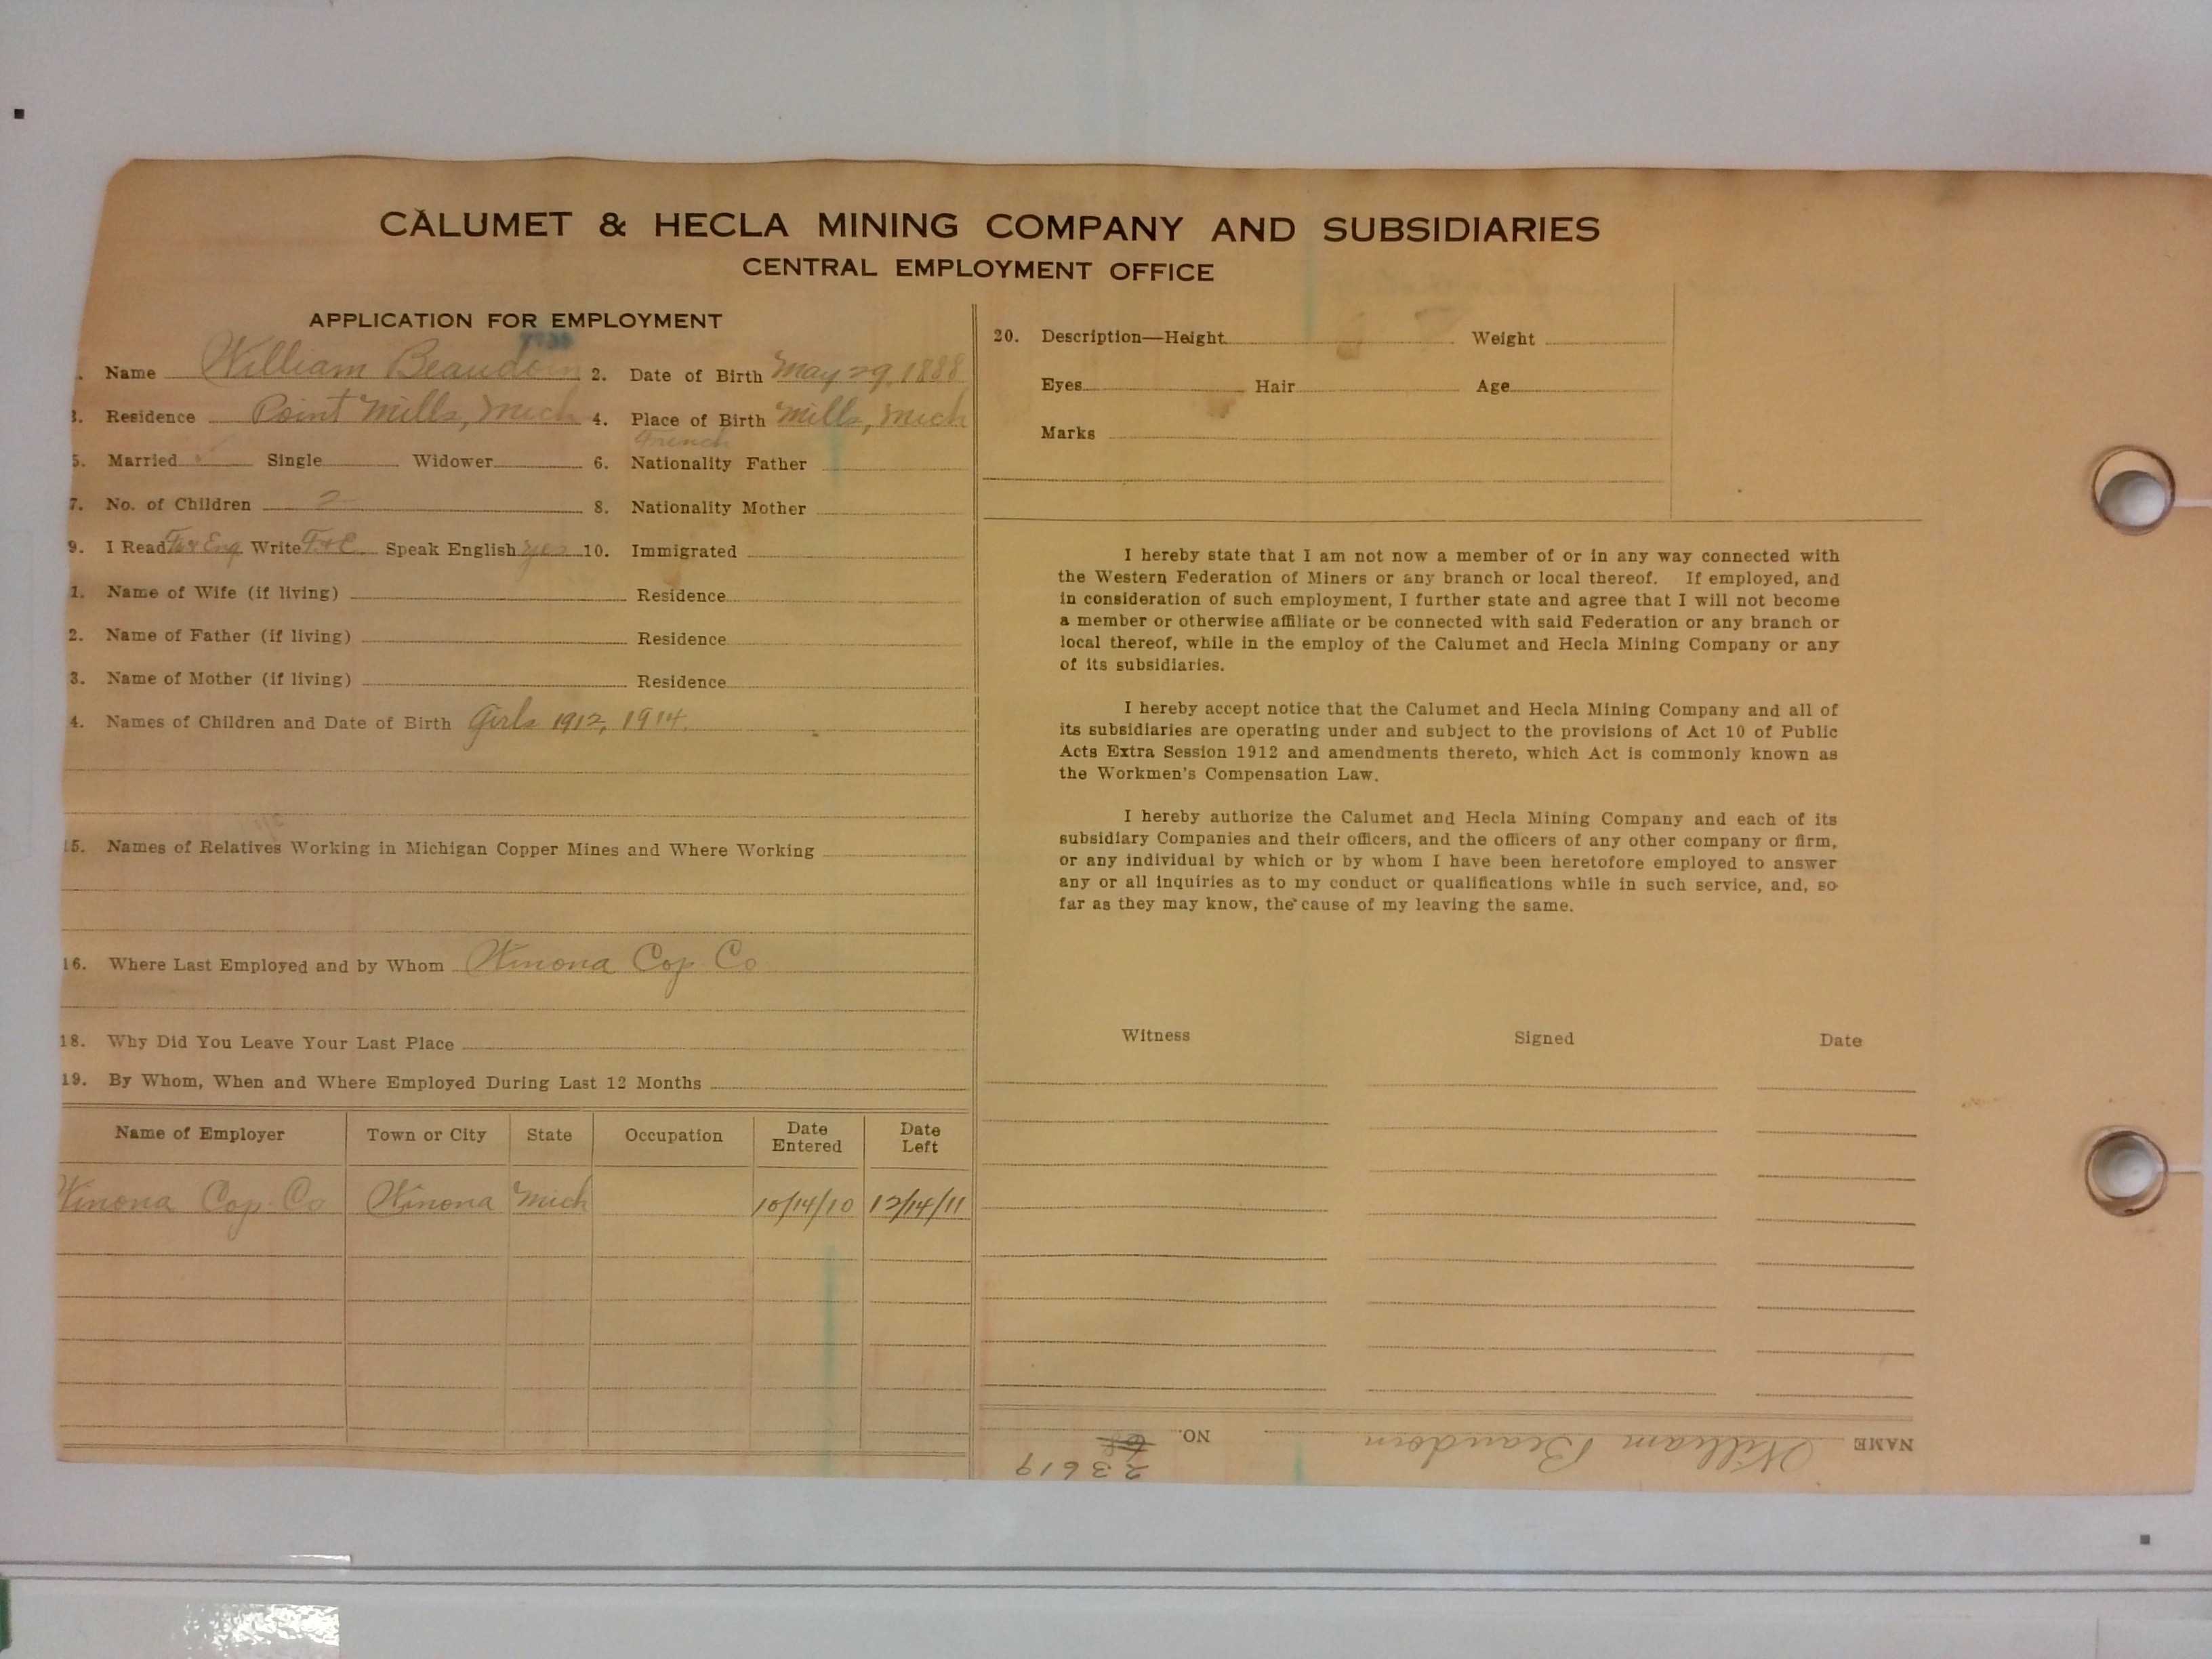 CALUMET & HECLA MINING COMPANY AND SUBSIDIARIES
CENTRAL EMPLOYMENT OFFICE
APPLICATION FOR EMPLOYMENT
. Name William Beaudoin 2. Date of Birth May 29, 1888
3. Residence Point Mills, Mich 4. Place of Birth Mills, Mich
French
5. Married Single Widower 6. Nationality Father
7. No. of Children 2 8. Nationality Mother
9. I Read Fr & Eng Write F & E Speak English yes 10. Immigrated
1. Name of Wife (if living) Residence
2. Name of Father (if living) Residence
3. Name of Mother (if living) Residence
4. Names of Children and Date of Birth Girls 1912, 1914.
15. Names of Relatives Working in Michigan Copper Mines and Where Working
16. Where Last Employed and by Whom Winona Cop Co
18. Why Did You Leave Your Last Place
19. By Whom, When and Where Employed During Last 12 Months
Name of Employer Town or City State Occupation Date Entered Date Left
Winona Cop. Co Winona Mich 10/14/10 12/14/11
20. Description—Height Weight
Eyes Hair Age
Marks
I hereby state that I am not now a member of or in any way connected with
the Western Federation of Miners or any branch or local thereof. If employed, and
in consideration of such employment, I further state and agree that I will not become
a member or otherwise affiliate or be connected with said Federation or any branch or
local thereof, while in the employ of the Calumet and Hecla Mining Company or any
of its subsidiaries.
I hereby accept notice that the Calumet and Hecla Mining Company and all of
its subsidiaries are operating under and subject to the provisions of Act 10 of Public
Acts Extra Session 1912 and amendments thereto, which Act is commonly known as
the Workmen's Compensation Law.
I hereby authorize the Calumet and Hecla Mining Company and each of its
subsidiary Companies and their officers, and the officers of any other company or firm,
or any individual by which or by whom I have been heretofore employed to answer
any or all inquiries as to my conduct or qualifications while in such service, and, so
far as they may know, the cause of my leaving the same.
Witness Signed Date
NAME William Beaudoin NO.
23619